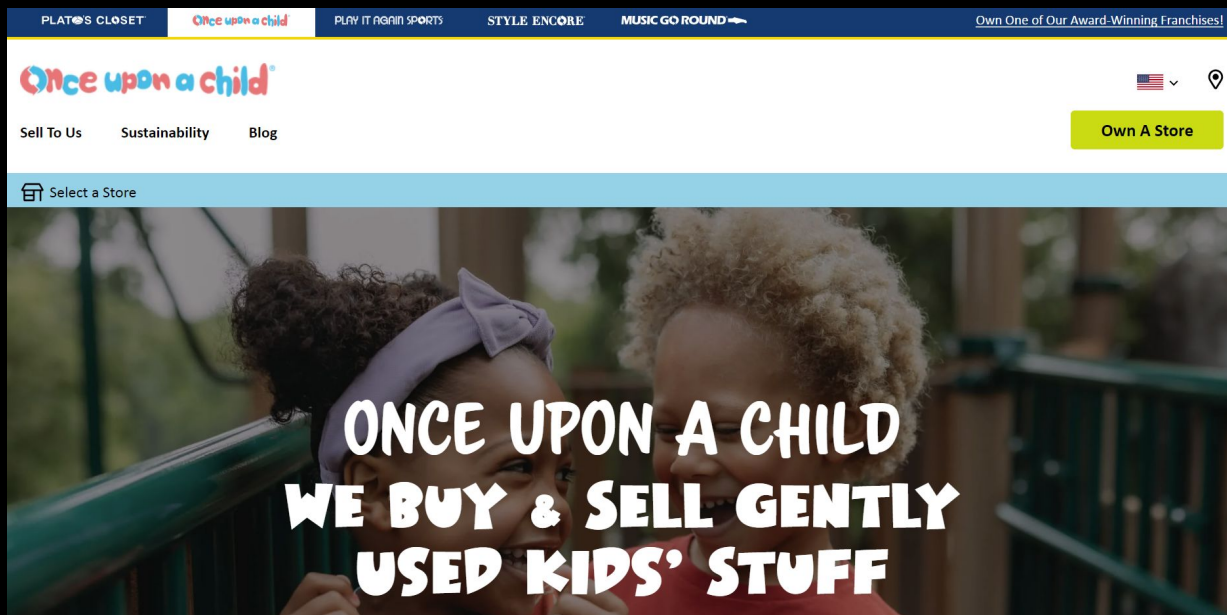 PLATO'S CLOSET
Once upon a child
PLAY IT AGAIN SPORTS
STYLE ENCORE
MUSIC GO ROUND
Own One of Our Award-Winning Franchises!
Once upon a child
Sell To Us
Sustainability
Blog
Own A Store
Select a Store
ONCE UPON A CHILD
WE BUY & SELL GENTLY
USED KIDS' STUFF